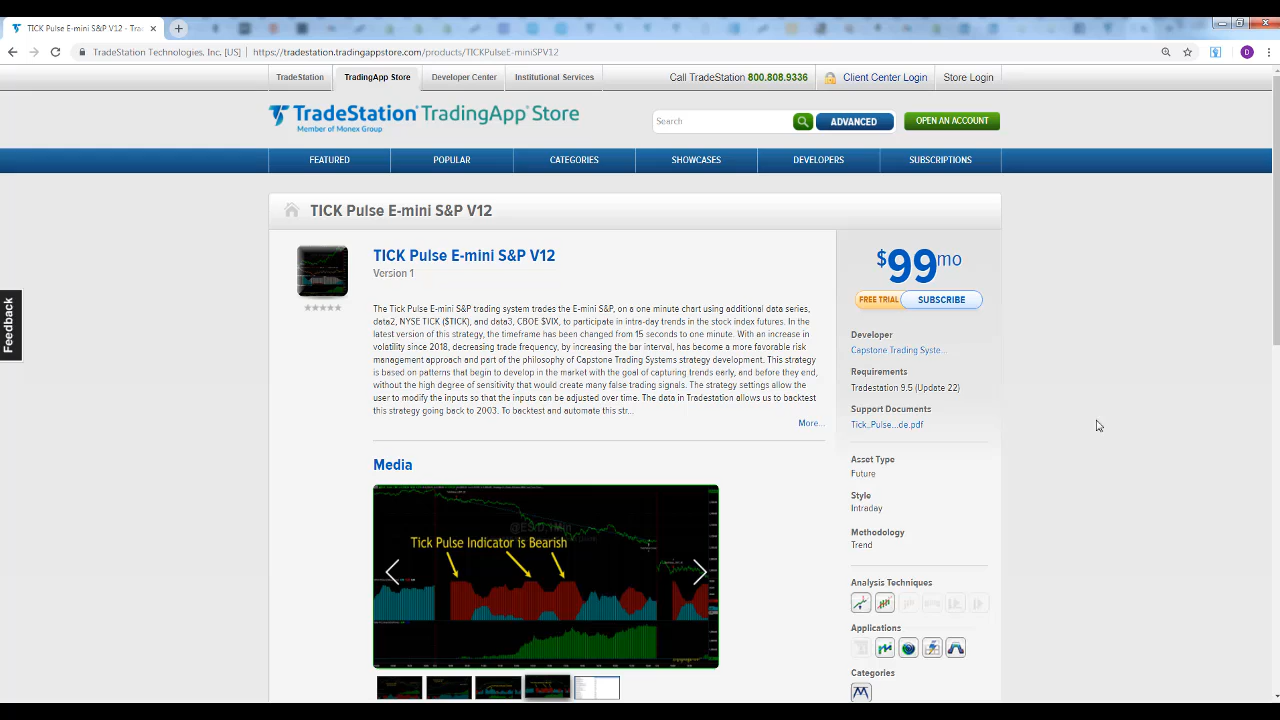 TICK Pulse E-mini S&P V12 - Tra
TradeStation Technologies, Inc. [US]
https://tradestation.tradingappstore.com/products/TICKPulseE-miniSPV12
D
TradeStation
TradingApp Store
Developer Center
Institutional Services
Call TradeStation 800.808.9336
Client Center Login
Store Login
TradeStation® TradingApp® Store
Member of Monex Group
Search
ADVANCED
OPEN AN ACCOUNT
FEATURED
POPULAR
CATEGORIES
SHOWCASES
DEVELOPERS
SUBSCRIPTIONS
TICK Pulse E-mini S&P V12
TICK Pulse E-mini S&P V12
Version 1
The Tick Pulse E-mini S&P trading system trades the E-mini S&P, on a one minute chart using additional data series,
data2, NYSE TICK ($TICK), and data3, CBOE $VIX, to participate in intra-day trends in the stock index futures. In the
latest version of this strategy, the timeframe has been changed from 15 seconds to one minute. With an increase in
volatility since 2018, decreasing trade frequency, by increasing the bar interval, has become a more favorable risk
management approach and part of the philosophy of Capstone Trading Systems strategy development. This strategy
is based on patterns that begin to develop in the market with the goal of capturing trends early, and before they end,
without the high degree of sensitivity that would create many false trading signals. The strategy settings allow the
user to modify the inputs so that the inputs can be adjusted over time. The data in Tradestation allows us to backtest
this strategy going back to 2003. To backtest and automate this str...
More...
Media
Tick Pulse Indicator is Bearish
$99mo
FREE TRIAL
SUBSCRIBE
Developer
Capstone Trading Syste...
Requirements
Tradestation 9.5 (Update 22)
Support Documents
Tick_Pulse...de.pdf
Asset Type
Future
Style
Intraday
Methodology
Trend
Analysis Techniques
Applications
Categories
Feedback